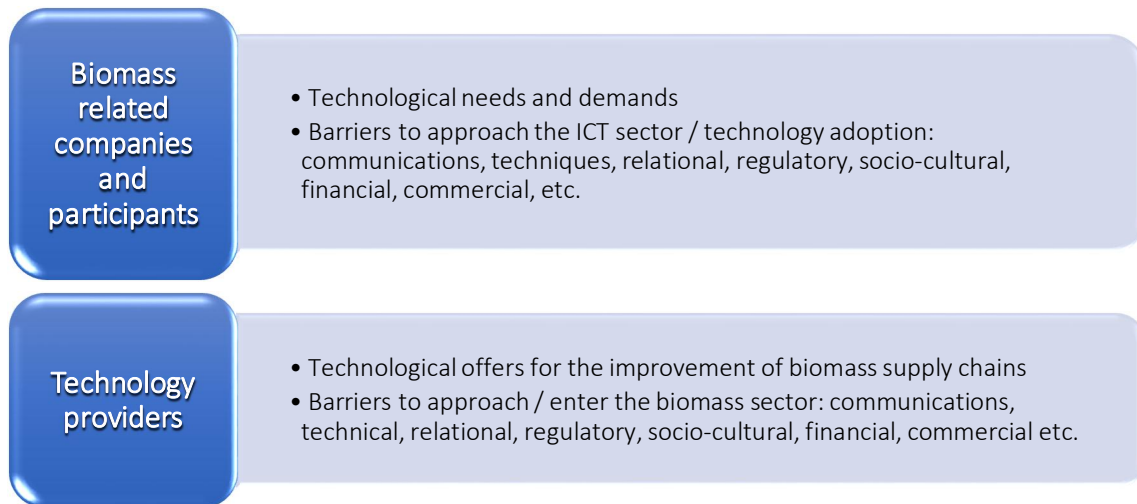 Biomass
related
companies
and
participants
• Technological needs and demands
• Barriers to approach the ICT sector / technology adoption:
communications, techniques, relational, regulatory, socio-cultural,
financial, commercial, etc.
Technology
providers
• Technological offers for the improvement of biomass supply chains
• Barriers to approach / enter the biomass sector: communications,
technical, relational, regulatory, socio-cultural, financial, commercial etc.